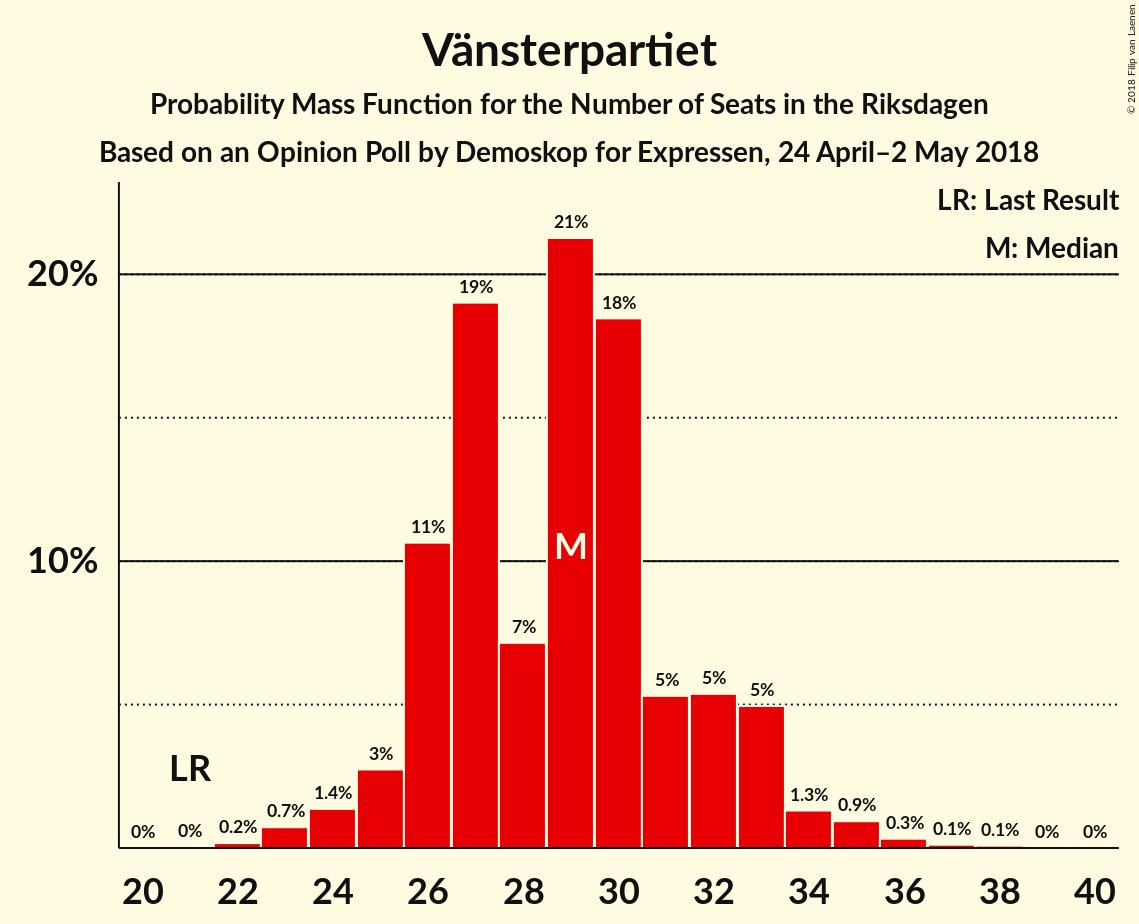 Vänsterpartiet
Probability Mass Function for the Number of Seats in the Riksdagen
Based on an Opinion Poll by Demoskop for Expressen, 24 April–2 May 2018
© 2018 Filip van Laenen
LR: Last Result
M: Median
20%
10%
0%
0%
0.2%
0.7%
1.4%
3%
11%
19%
7%
21%
18%
5%
5%
5%
1.3%
0.9%
0.3%
0.1%
0.1%
0%
0%
LR
M
20 22 24 26 28 30 32 34 36 38 40